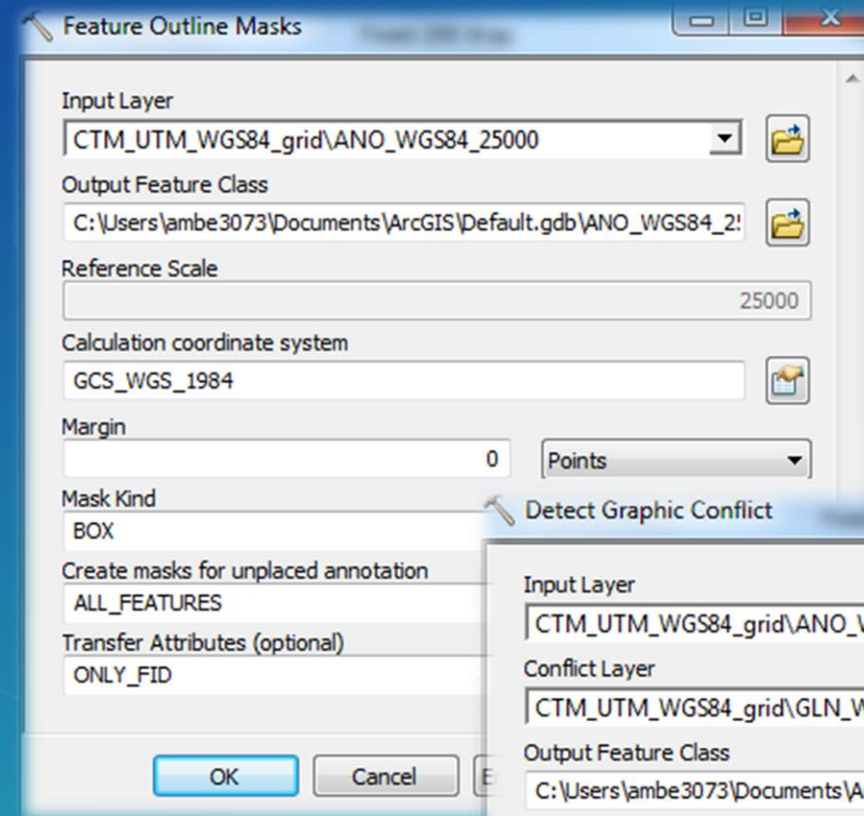 Feature Outline Masks
Input Layer
CTM_UTM_WGS84_grid\ANO_WGS84_25000
Output Feature Class
C:\Users\ambe3073\Documents\ArcGIS\Default.gdb\ANO_WGS84_2
Reference Scale
25000
Calculation coordinate system
GCS_WGS_1984
Margin
0 Points
Mask Kind
BOX
Create masks for unplaced annotation
ALL_FEATURES
Transfer Attributes (optional)
ONLY_FID
OK Cancel
Detect Graphic Conflict
Input Layer
CTM_UTM_WGS84_grid\ANO_
Conflict Layer
CTM_UTM_WGS84_grid\GLN_
Output Feature Class
C:\Users\ambe3073\Documents\A